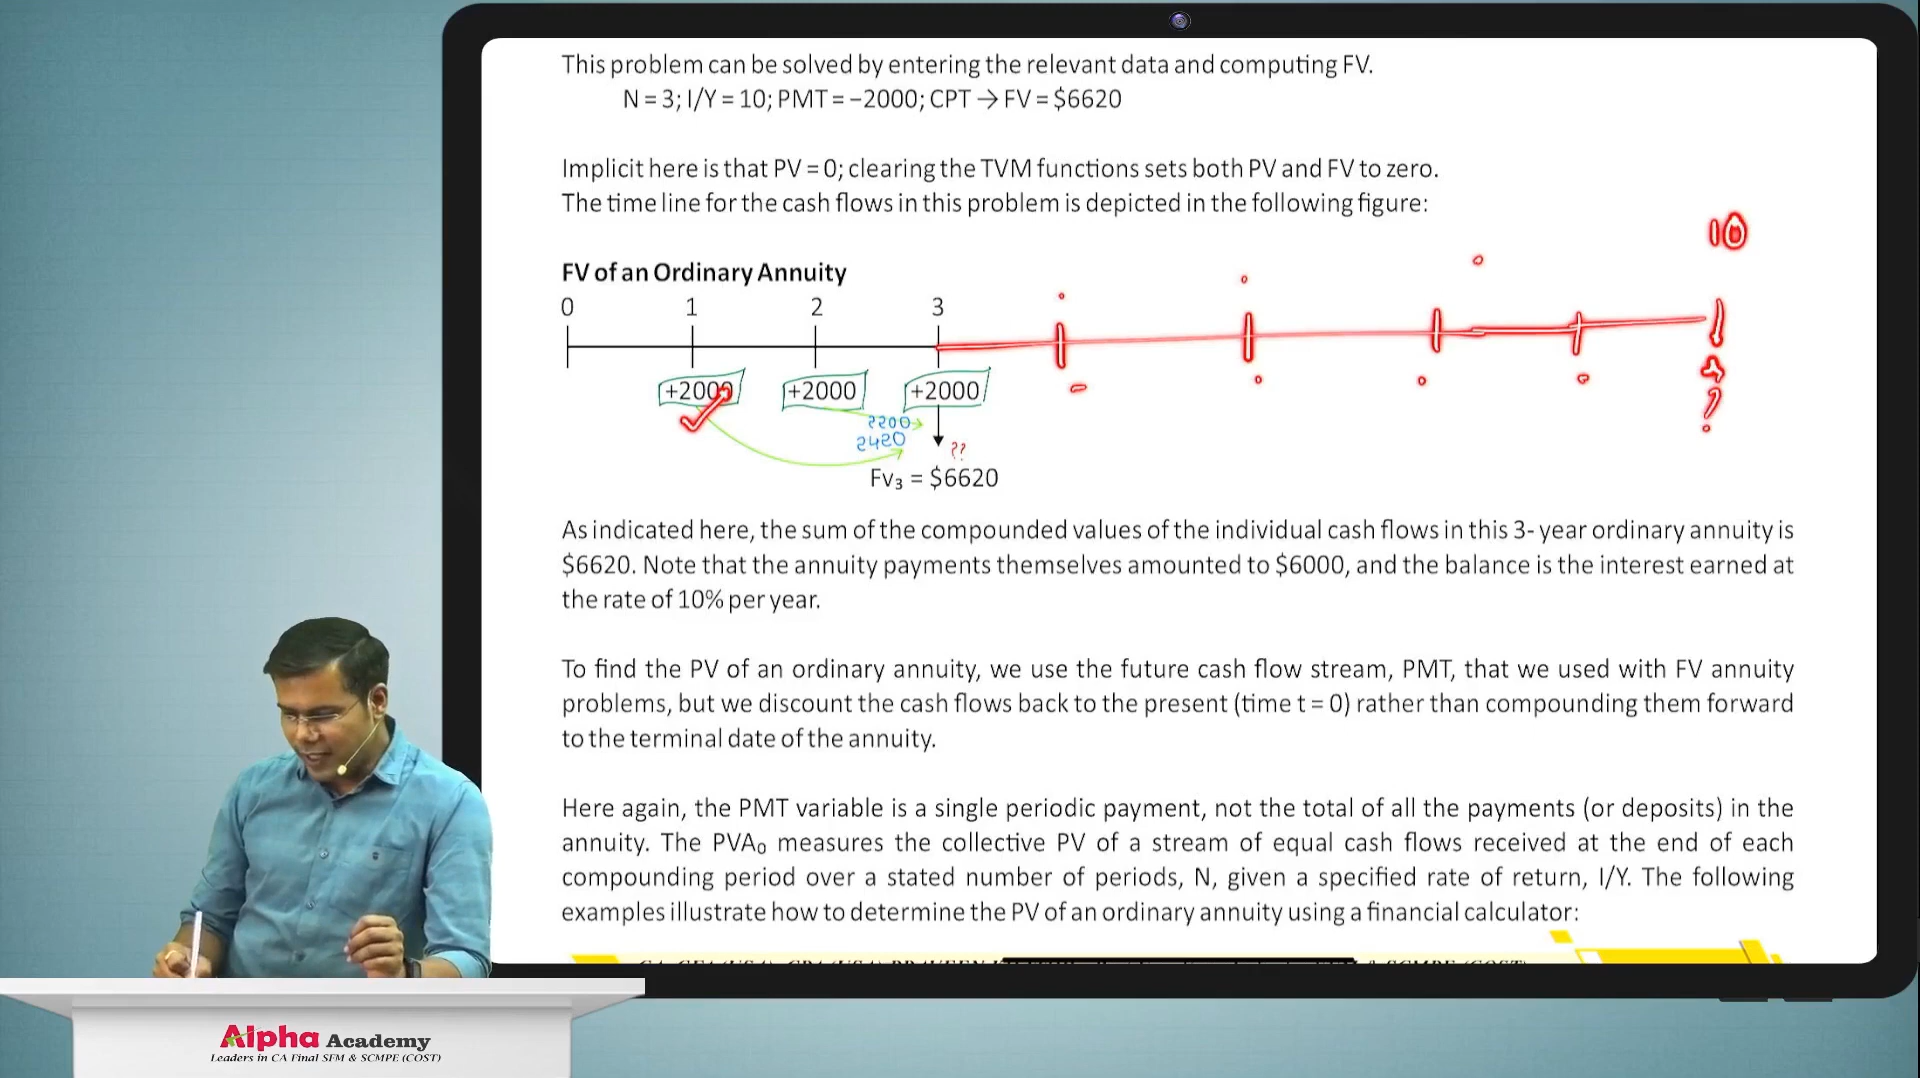 This problem can be solved by entering the relevant data and computing FV.
N = 3; I/Y = 10; PMT = −2000; CPT → FV = $6620
Implicit here is that PV = 0; clearing the TVM functions sets both PV and FV to zero.
The time line for the cash flows in this problem is depicted in the following figure:
10
FV of an Ordinary Annuity
0 1 2 3
+2000 +2000 +2000
2200
2420
??
Fv₃ = $6620
As indicated here, the sum of the compounded values of the individual cash flows in this 3- year ordinary annuity is
$6620. Note that the annuity payments themselves amounted to $6000, and the balance is the interest earned at
the rate of 10% per year.
To find the PV of an ordinary annuity, we use the future cash flow stream, PMT, that we used with FV annuity
problems, but we discount the cash flows back to the present (time t = 0) rather than compounding them forward
to the terminal date of the annuity.
Here again, the PMT variable is a single periodic payment, not the total of all the payments (or deposits) in the
annuity. The PVA₀ measures the collective PV of a stream of equal cash flows received at the end of each
compounding period over a stated number of periods, N, given a specified rate of return, I/Y. The following
examples illustrate how to determine the PV of an ordinary annuity using a financial calculator:
Alpha Academy
Leaders in CA Final SFM & SCMPE (COST)